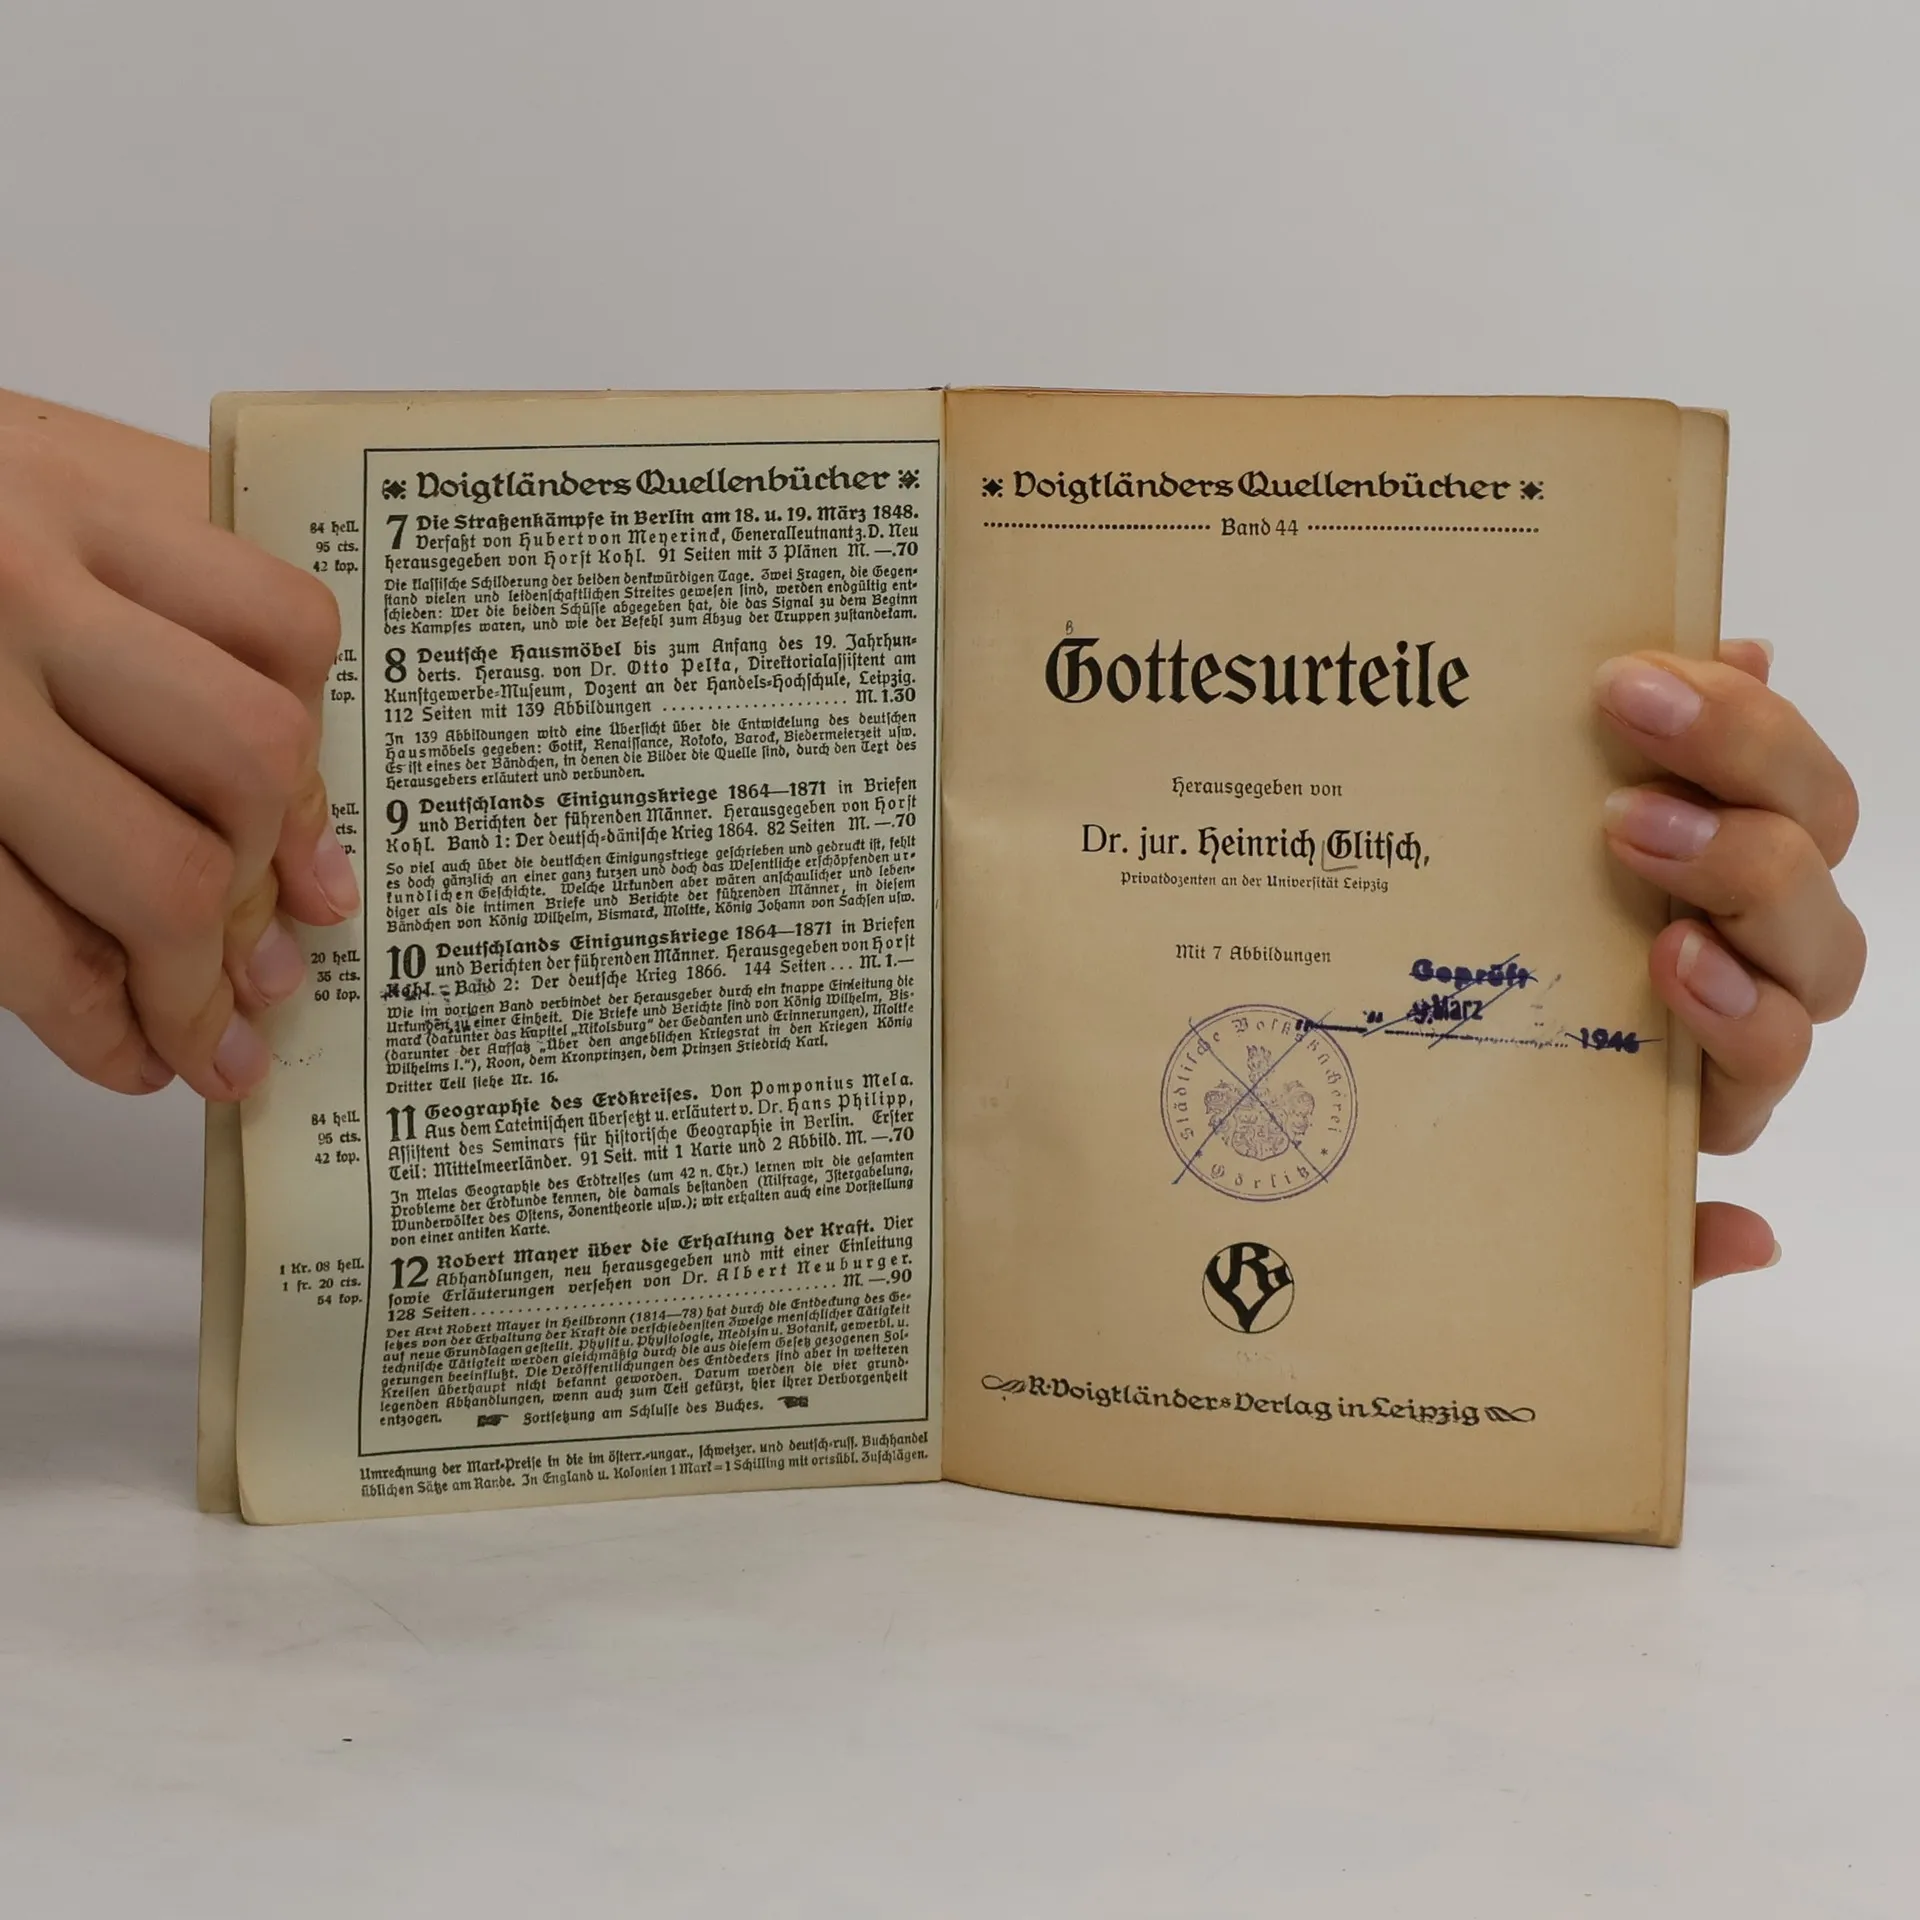 Voigtländers Quellenbücher
84 hell.
95 cts.
42 kop.
7 Die Straßenkämpfe in Berlin am 18. u. 19. März 1848.
Verfaßt von Hubert von Meyerinck, Generalleutnant z. D. Neu
herausgegeben von Horst Kohl. 91 Seiten mit 3 Plänen M. —.70
Die klassische Schilderung der beiden denkwürdigen Tage. Zwei Fragen, die Gegen-
stand vielen und leidenschaftlichen Streites gewesen sind, werden endgültig ent-
schieden: Wer die beiden Schüsse abgegeben hat, die das Signal zu dem Beginn
des Kampfes waren, und wie der Befehl zum Abzug der Truppen zustandekam.
cts.
kop.
8 Deutsche Hausmöbel bis zum Anfang des 19. Jahrhun-
derts. Herausg. von Dr. Otto Pelka, Direktorialassistent am
Kunstgewerbe-Museum, Dozent an der Handels-Hochschule, Leipzig.
112 Seiten mit 139 Abbildungen .................... M. 1.30
In 139 Abbildungen wird eine Übersicht über die Entwickelung des deutschen
Hausmöbels gegeben: Gotik, Renaissance, Rokoko, Barock, Biedermeierzeit usw.
Es ist eines der Bändchen, in denen die Bilder die Quelle sind, durch den Text des
Herausgebers erläutert und verbunden.
hell.
cts.
9 Deutschlands Einigungskriege 1864—1871 in Briefen
und Berichten der führenden Männer. Herausgegeben von Horst
Kohl. Band 1: Der deutsch-dänische Krieg 1864. 82 Seiten M. —.70
So viel auch über die deutschen Einigungskriege geschrieben und gedruckt ist, fehlt
es doch gänzlich an einer ganz kurzen und doch das Wesentliche erschöpfenden ur-
kundlichen Geschichte. Welche Urkunden aber wären anschaulicher und leben-
diger als die intimen Briefe und Berichte der führenden Männer, in diesem
Bändchen von König Wilhelm, Bismarck, Moltke, König Johann von Sachsen usw.
20 hell.
35 cts.
60 kop.
10 Deutschlands Einigungskriege 1864—1871 in Briefen
und Berichten der führenden Männer. Herausgegeben von Horst
Kohl. Band 2: Der deutsche Krieg 1866. 144 Seiten ... M. 1.—
Wie im vorigen Band verbindet der Herausgeber durch ein knappe Einleitung die
Urkunden zu einer Einheit. Die Briefe und Berichte sind von König Wilhelm, Bis-
marck (darunter das Kapitel „Nikolsburg“ der Gedanken und Erinnerungen), Moltke
(darunter der Aufsatz „Über den angeblichen Kriegsrat in den Kriegen König
Wilhelms I.“), Roon, dem Kronprinzen, dem Prinzen Friedrich Karl.
Dritter Teil siehe Nr. 16.
84 hell.
95 cts.
42 kop.
11 Geographie des Erdkreises. Von Pomponius Mela.
Aus dem Lateinischen übersetzt u. erläutert v. Dr. Hans Philipp,
Assistent des Seminars für historische Geographie in Berlin. Erster
Teil: Mittelmeerländer. 91 Seit. mit 1 Karte und 2 Abbild. M. —.70
In Melas Geographie des Erdkreises (um 42 n. Chr.) lernen wir die gesamten
Probleme der Erdkunde kennen, die damals bestanden (Nilfrage, Istergabelung,
Wundervölker des Ostens, Zonentheorie usw.); wir erhalten auch eine Vorstellung
von einer antiken Karte.
1 Kr. 08 hell.
1 fr. 20 cts.
54 kop.
12 Robert Mayer über die Erhaltung der Kraft. Vier
Abhandlungen, neu herausgegeben und mit einer Einleitung
sowie Erläuterungen versehen von Dr. Albert Neuburger.
128 Seiten ........................................ M. —.90
Der Arzt Robert Mayer in Heilbronn (1814—78) hat durch die Entdeckung des Ge-
setzes von der Erhaltung der Kraft die verschiedensten Zweige menschlicher Tätigkeit
auf neue Grundlagen gestellt. Physik u. Physiologie, Medizin u. Botanik, gewerbl. u.
technische Tätigkeit werden gleichmäßig durch die aus diesem Gesetz gezogenen Fol-
gerungen beeinflußt. Die Veröffentlichungen des Entdeckers sind aber in weiteren
Kreisen überhaupt nicht bekannt geworden. Darum werden die vier grund-
legenden Abhandlungen, wenn auch zum Teil gekürzt, hier ihrer Verborgenheit
entzogen. Fortsetzung am Schlusse des Buches.
Umrechnung der Mark-Preise in die im österr.-ungar., schweizer. und deutsch-russ. Buchhandel
üblichen Sätze am Rande. In England u. Kolonien 1 Mark = 1 Schilling mit ortsübl. Zuschlägen.
Voigtländers Quellenbücher
Band 44
B
Gottesurteile
Herausgegeben von
Dr. jur. Heinrich Glitsch,
Privatdozenten an der Universität Leipzig
Mit 7 Abbildungen
Geprüft
März
1946
Städtische Volksbücherei
Görlitz
RV
R. Voigtländers Verlag in Leipzig